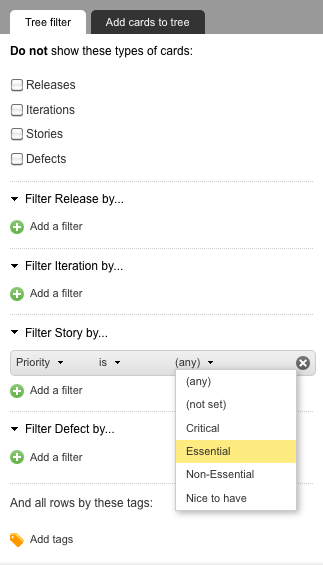 Tree filter
Add cards to tree
Do not show these types of cards:
Releases
Iterations
Stories
Defects
Filter Release by...
Add a filter
Filter Iteration by...
Add a filter
Filter Story by...
Priority is (any)
(any)
(not set)
Critical
Essential
Non-Essential
Nice to have
Add a filter
Filter Defect by...
Add a filter
And all rows by these tags:
Add tags